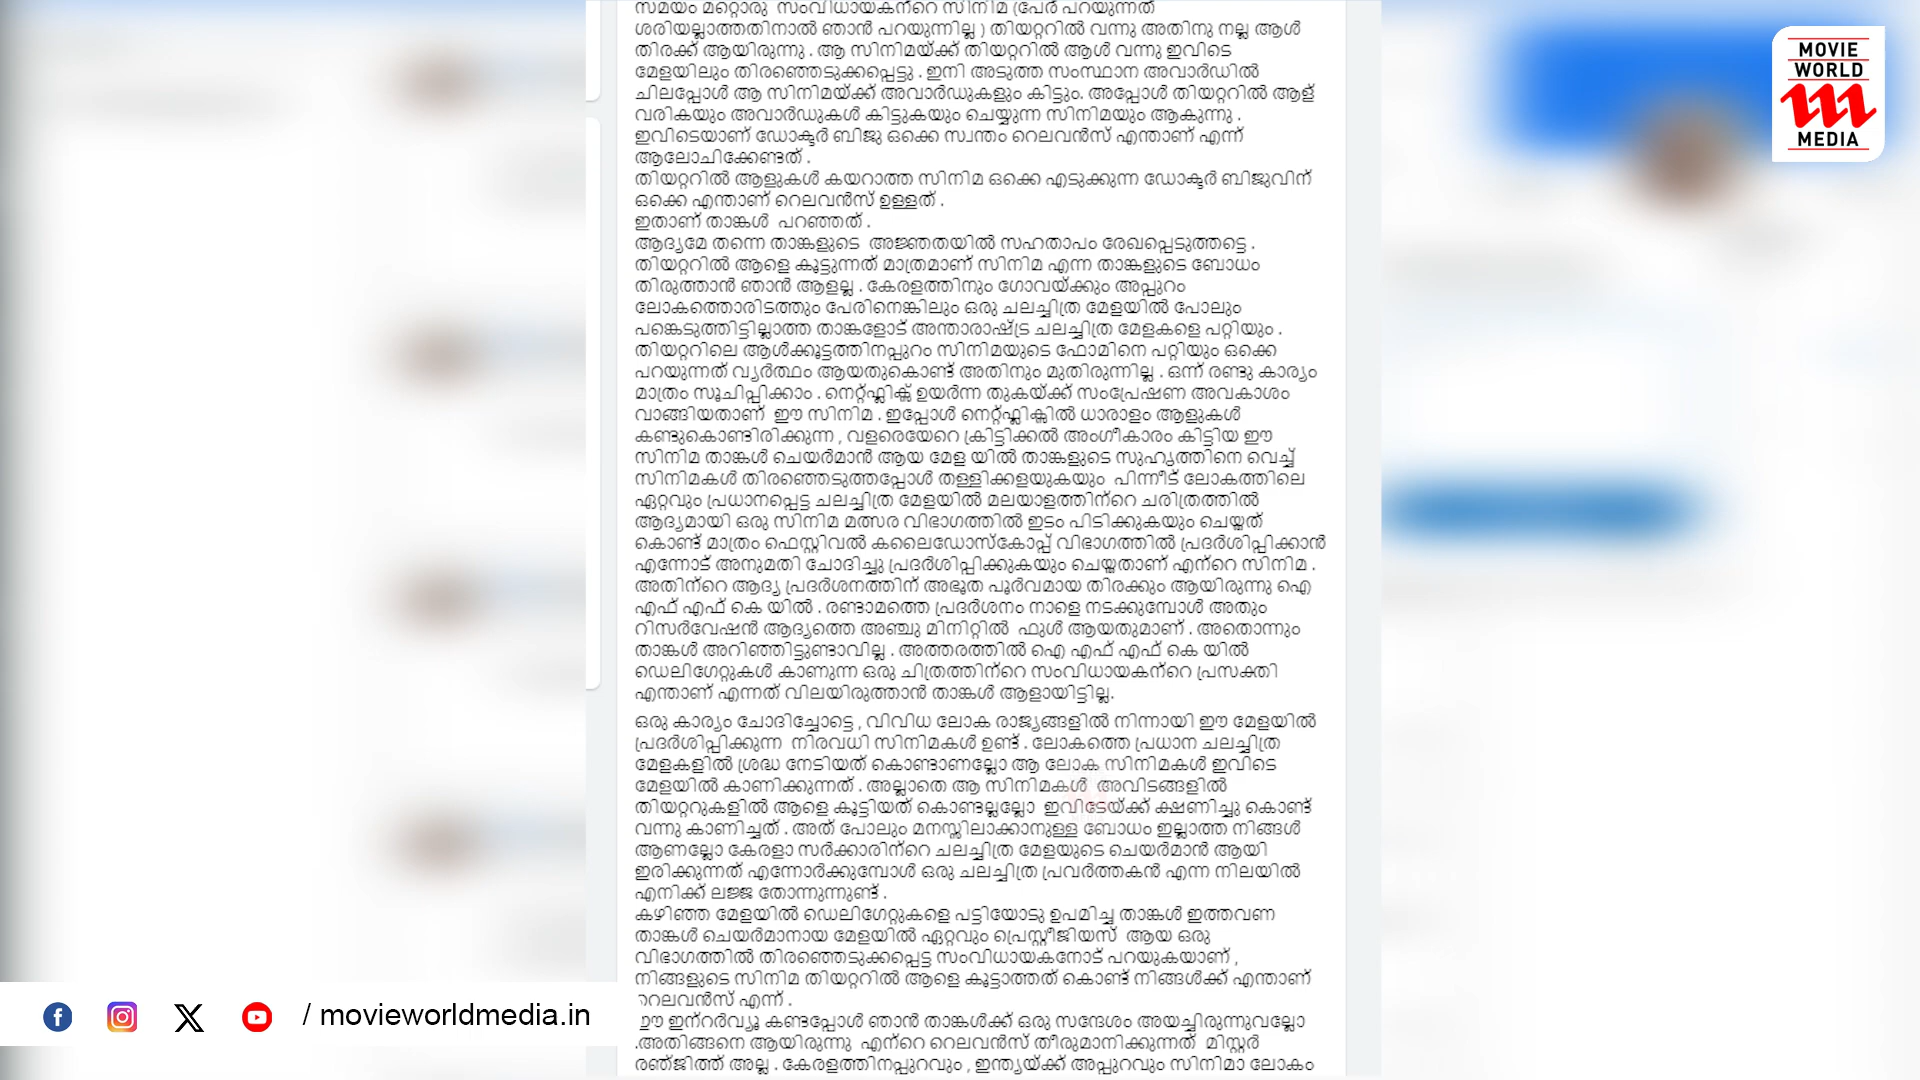 സമയം മറ്റൊരു സംവിധായകന്റെ സിനിമ (പേര് പറയുന്നത്
ശരിയല്ലാത്തതിനാൽ ഞാൻ പറയുന്നില്ല ) തിയറ്ററിൽ വന്നു അതിനു നല്ല ആൾ
തിരക്ക് ആയിരുന്നു . ആ സിനിമയ്ക്ക് തിയറ്ററിൽ ആൾ വന്നു ഇവിടെ
മേളയിലും തിരഞ്ഞെടുക്കപ്പെട്ടു . ഇനി അടുത്ത സംസ്ഥാന അവാർഡിൽ
ചിലപ്പോൾ ആ സിനിമയ്ക്ക് അവാർഡുകളും കിട്ടും. അപ്പോൾ തിയറ്ററിൽ ആള്
വരികയും അവാർഡുകൾ കിട്ടുകയും ചെയ്യുന്ന സിനിമയും ആകുന്നു .
ഇവിടെയാണ് ഡോക്ടർ ബിജു ഒക്കെ സ്വന്തം റെലവൻസ് എന്താണ് എന്ന്
ആലോചിക്കേണ്ടത് .
തിയറ്ററിൽ ആളുകൾ കയറാത്ത സിനിമ ഒക്കെ എടുക്കുന്ന ഡോക്ടർ ബിജുവിന്
ഒക്കെ എന്താണ് റെലവൻസ് ഉള്ളത് .
ഇതാണ് താങ്കൾ പറഞ്ഞത് .
ആദ്യമേ തന്നെ താങ്കളുടെ അജ്ഞതയിൽ സഹതാപം രേഖപ്പെടുത്തട്ടെ .
തിയറ്ററിൽ ആളെ കൂട്ടുന്നത് മാത്രമാണ് സിനിമ എന്ന താങ്കളുടെ ബോധം
തിരുത്താൻ ഞാൻ ആളല്ല . കേരളത്തിനും ഗോവയ്ക്കും അപ്പുറം
ലോകത്തൊരിടത്തും പേരിനെങ്കിലും ഒരു ചലച്ചിത്ര മേളയിൽ പോലും
പങ്കെടുത്തിട്ടില്ലാത്ത താങ്കളോട് അന്താരാഷ്ട്ര ചലച്ചിത്ര മേളകളെ പറ്റിയും .
തിയറ്ററിലെ ആൾക്കൂട്ടത്തിനപ്പുറം സിനിമയുടെ ഫോമിനെ പറ്റിയും ഒക്കെ
പറയുന്നത് വ്യർത്ഥം ആയതുകൊണ്ട് അതിനും മുതിരുന്നില്ല . ഒന്ന് രണ്ടു കാര്യം
മാത്രം സൂചിപ്പിക്കാം . നെറ്റ്ഫ്ലിക്സ് ഉയർന്ന തുകയ്ക്ക് സംപ്രേഷണ അവകാശം
വാങ്ങിയതാണ് ഈ സിനിമ . ഇപ്പോൾ നെറ്റ്ഫ്ലിക്സിൽ ധാരാളം ആളുകൾ
കണ്ടുകൊണ്ടിരിക്കുന്ന , വളരെയേറെ ക്രിട്ടിക്കൽ അംഗീകാരം കിട്ടിയ ഈ
സിനിമ താങ്കൾ ചെയർമാൻ ആയ മേള യിൽ താങ്കളുടെ സുഹൃത്തിനെ വെച്ച്
സിനിമകൾ തിരഞ്ഞെടുത്തപ്പോൾ തള്ളിക്കളയുകയും പിന്നീട് ലോകത്തിലെ
ഏറ്റവും പ്രധാനപ്പെട്ട ചലച്ചിത്ര മേളയിൽ മലയാളത്തിന്റെ ചരിത്രത്തിൽ
ആദ്യമായി ഒരു സിനിമ മത്സര വിഭാഗത്തിൽ ഇടം പിടിക്കുകയും ചെയ്തത്
കൊണ്ട് മാത്രം ഫെസ്റ്റിവൽ കലൈഡോസ്കോപ്പ് വിഭാഗത്തിൽ പ്രദർശിപ്പിക്കാൻ
എന്നോട് അനുമതി ചോദിച്ചു പ്രദർശിപ്പിക്കുകയും ചെയ്തതാണ് എന്റെ സിനിമ .
അതിന്റെ ആദ്യ പ്രദർശനത്തിന് അഭൂത പൂർവമായ തിരക്കും ആയിരുന്നു ഐ
എഫ് എഫ് കെ യിൽ . രണ്ടാമത്തെ പ്രദർശനം നാളെ നടക്കുമ്പോൾ അതും
റിസർവേഷൻ ആദ്യത്തെ അഞ്ചു മിനിറ്റിൽ ഫുൾ ആയതുമാണ് . അതൊന്നും
താങ്കൾ അറിഞ്ഞിട്ടുണ്ടാവില്ല . അത്തരത്തിൽ ഐ എഫ് എഫ് കെ യിൽ
ഡെലിഗേറ്റുകൾ കാണുന്ന ഒരു ചിത്രത്തിന്റെ സംവിധായകന്റെ പ്രസക്തി
എന്താണ് എന്നത് വിലയിരുത്താൻ താങ്കൾ ആളായിട്ടില്ല.
ഒരു കാര്യം ചോദിച്ചോട്ടെ , വിവിധ ലോക രാജ്യങ്ങളിൽ നിന്നായി ഈ മേളയിൽ
പ്രദർശിപ്പിക്കുന്ന നിരവധി സിനിമകൾ ഉണ്ട് . ലോകത്തെ പ്രധാന ചലച്ചിത്ര
മേളകളിൽ ശ്രദ്ധ നേടിയത് കൊണ്ടാണല്ലോ ആ ലോക സിനിമകൾ ഇവിടെ
മേളയിൽ കാണിക്കുന്നത് . അല്ലാതെ ആ സിനിമകൾ അവിടങ്ങളിൽ
തിയറ്ററുകളിൽ ആളെ കൂട്ടിയത് കൊണ്ടല്ലല്ലോ ഇവിടേയ്ക്ക് ക്ഷണിച്ചു കൊണ്ട്
വന്നു കാണിച്ചത് . അത് പോലും മനസ്സിലാക്കാനുള്ള ബോധം ഇല്ലാത്ത നിങ്ങൾ
ആണല്ലോ കേരളാ സർക്കാരിന്റെ ചലച്ചിത്ര മേളയുടെ ചെയർമാൻ ആയി
ഇരിക്കുന്നത് എന്നോർക്കുമ്പോൾ ഒരു ചലച്ചിത്ര പ്രവർത്തകൻ എന്ന നിലയിൽ
എനിക്ക് ലജ്ജ തോന്നുന്നുണ്ട് .
കഴിഞ്ഞ മേളയിൽ ഡെലിഗേറ്റുകളെ പട്ടിയോടു ഉപമിച്ച താങ്കൾ ഇത്തവണ
താങ്കൾ ചെയർമാനായ മേളയിൽ ഏറ്റവും പ്രെസ്റ്റീജിയസ് ആയ ഒരു
വിഭാഗത്തിൽ തിരഞ്ഞെടുക്കപ്പെട്ട സംവിധായകനോട് പറയുകയാണ് ,
നിങ്ങളുടെ സിനിമ തിയറ്ററിൽ ആളെ കൂട്ടാത്തത് കൊണ്ട് നിങ്ങൾക്ക് എന്താണ്
റെലവൻസ് എന്ന് .
ഈ ഇന്റർവ്യൂ കണ്ടപ്പോൾ ഞാൻ താങ്കൾക്ക് ഒരു സന്ദേശം അയച്ചിരുന്നുവല്ലോ
.അതിങ്ങനെ ആയിരുന്നു എന്റെ റെലവൻസ് തീരുമാനിക്കുന്നത് മിസ്റ്റർ
രഞ്ജിത്ത് അല്ല . കേരളത്തിനപ്പുറവും , ഇന്ത്യയ്ക്ക് അപ്പുറവും സിനിമാ ലോകം
MOVIE
WORLD
MEDIA
/ movieworldmedia.in